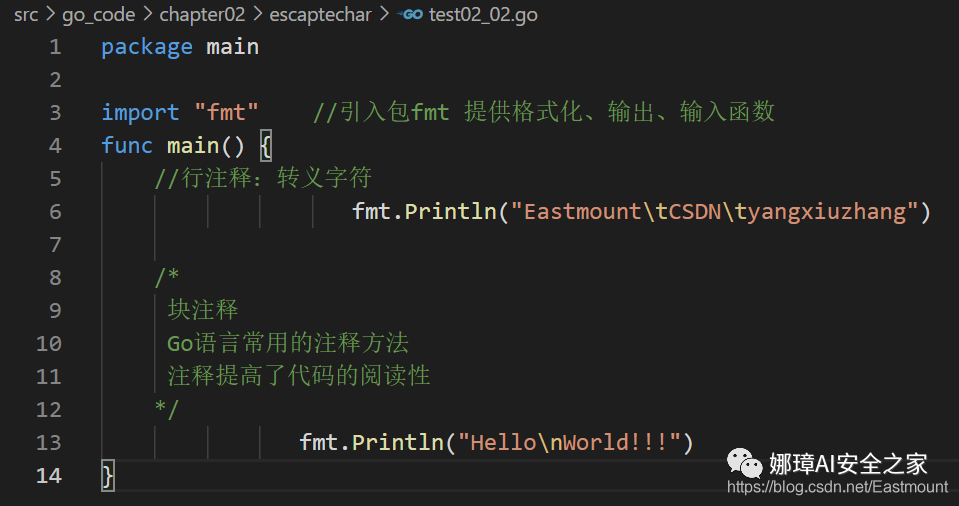 src > go_code > chapter02 > escaptechar > GO test02_02.go
1 package main
2
3 import "fmt" //引入包fmt 提供格式化、输出、输入函数
4 func main() {
5 //行注释：转义字符
6 fmt.Println("Eastmount\tCSDN\tyangxiuzhang")
7
8 /*
9 块注释
10 Go语言常用的注释方法
11 注释提高了代码的阅读性
12 */
13 fmt.Println("Hello\nWorld!!!")
14 }
娜璋AI安全之家
https://blog.csdn.net/Eastmount